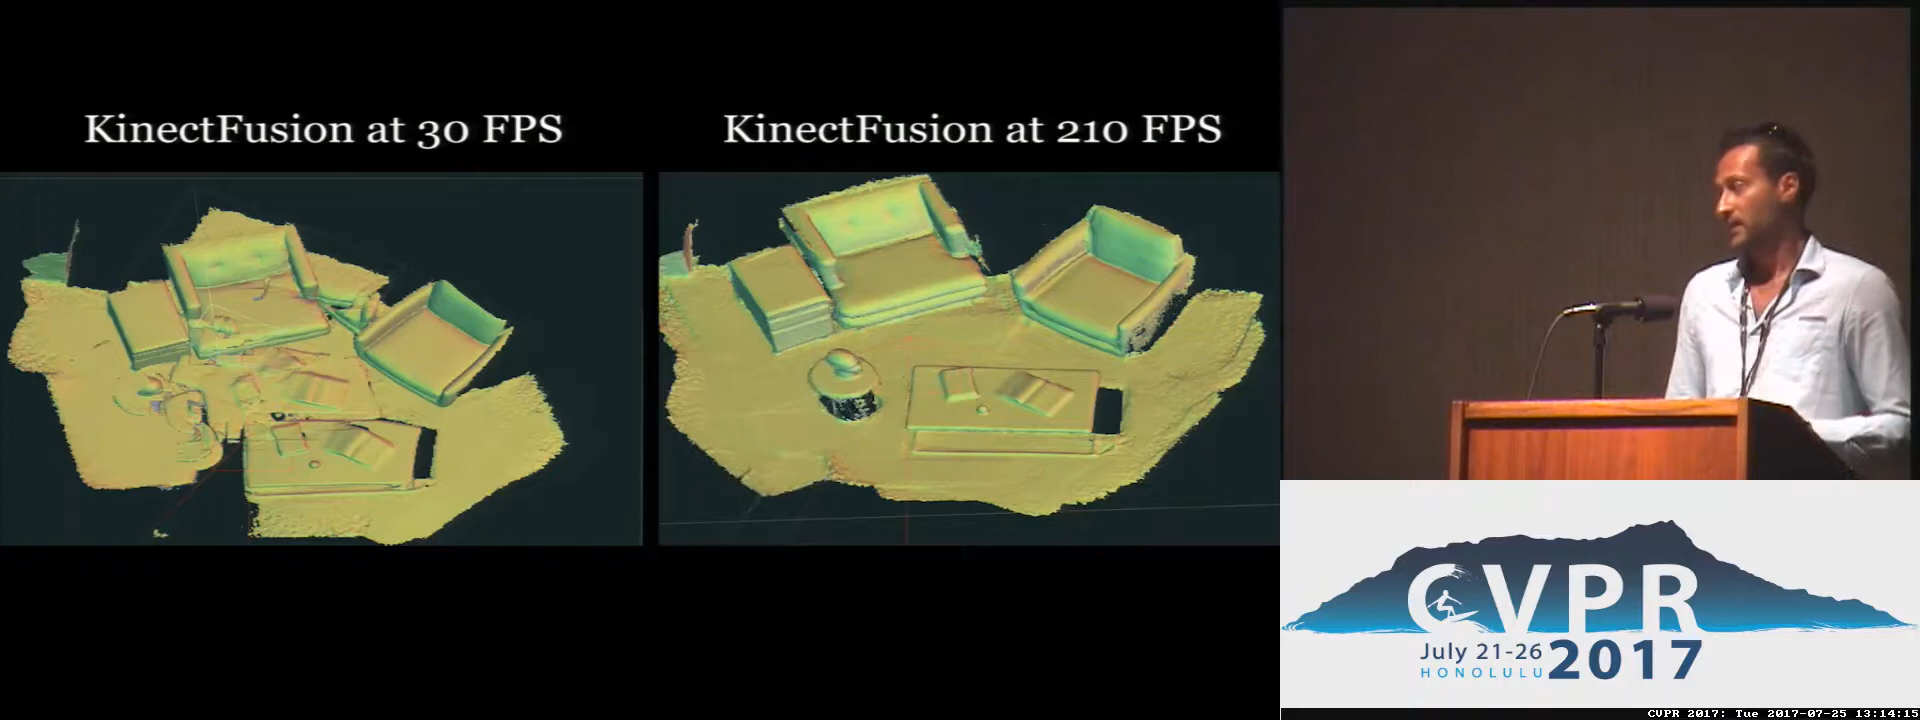 KinectFusion at 30 FPS
KinectFusion at 210 FPS
CVPR
July 21-26
HONOLULU
2017
CVPR 2017: Tue 2017-07-25 13:14:15